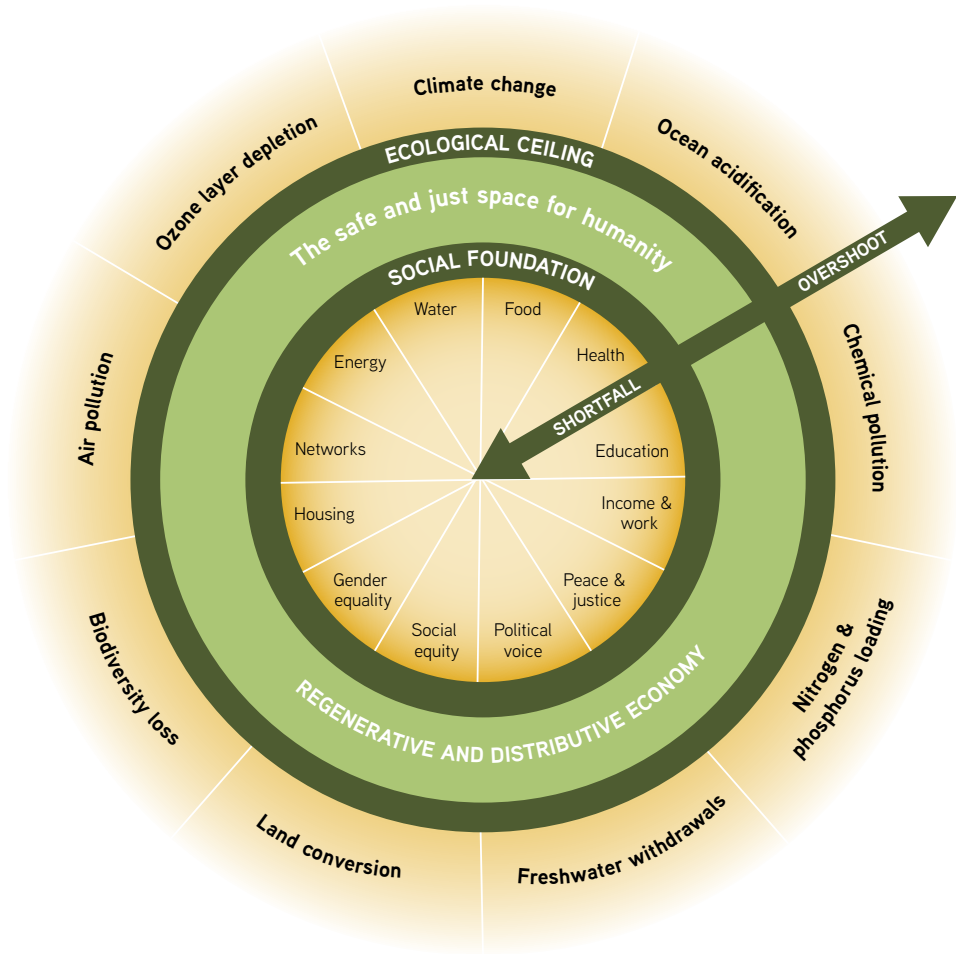 Climate change
Ocean acidification
Chemical pollution
Nitrogen &
phosphorus loading
Freshwater withdrawals
Land conversion
Biodiversity loss
Air pollution
Ozone layer depletion
ECOLOGICAL CEILING
The safe and just space for humanity
SOCIAL FOUNDATION
OVERSHOOT
SHORTFALL
Water
Food
Health
Education
Income &
work
Peace &
justice
Political
voice
Social
equity
Gender
equality
Housing
Networks
Energy
REGENERATIVE AND DISTRIBUTIVE ECONOMY